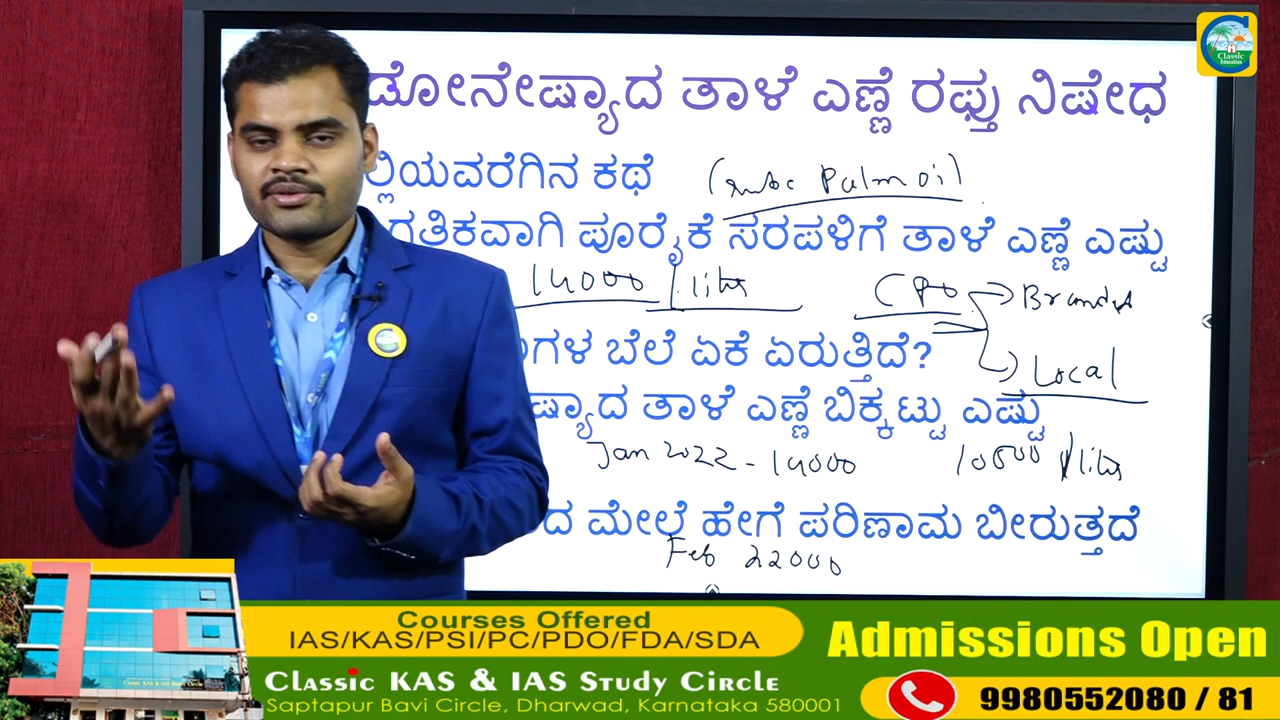 Classic
Education
ಡೋನೇಷ್ಯಾದ ತಾಳೆ ಎಣ್ಣೆ ರಫ್ತು ನಿಷೇಧ
ಲ್ಲಿಯವರೆಗಿನ ಕಥೆ Palm oil
ಗತಿಕವಾಗಿ ಪೂರೈಕೆ ಸರಪಳಿಗೆ ತಾಳೆ ಎಣ್ಣೆ ಎಷ್ಟು
14000 CPO Branded
ಗಳ ಬೆಲೆ ಏಕೆ ಏರುತ್ತಿದೆ?
Local
ಷ್ಯಾದ ತಾಳೆ ಎಣ್ಣೆ ಬಿಕ್ಕಟ್ಟು ಎಷ್ಟು
Jan 2022 - 14000
ದ ಮೇಲೆ ಹೇಗೆ ಪರಿಣಾಮ ಬೀರುತ್ತದೆ
Feb 22000
Courses Offered
IAS/KAS/PSI/PC/PDO/FDA/SDA
Classic KAS & IAS Study Circle
Saptapur Bavi Circle, Dharwad, Karnataka 580001
Admissions Open
9980552080 / 81